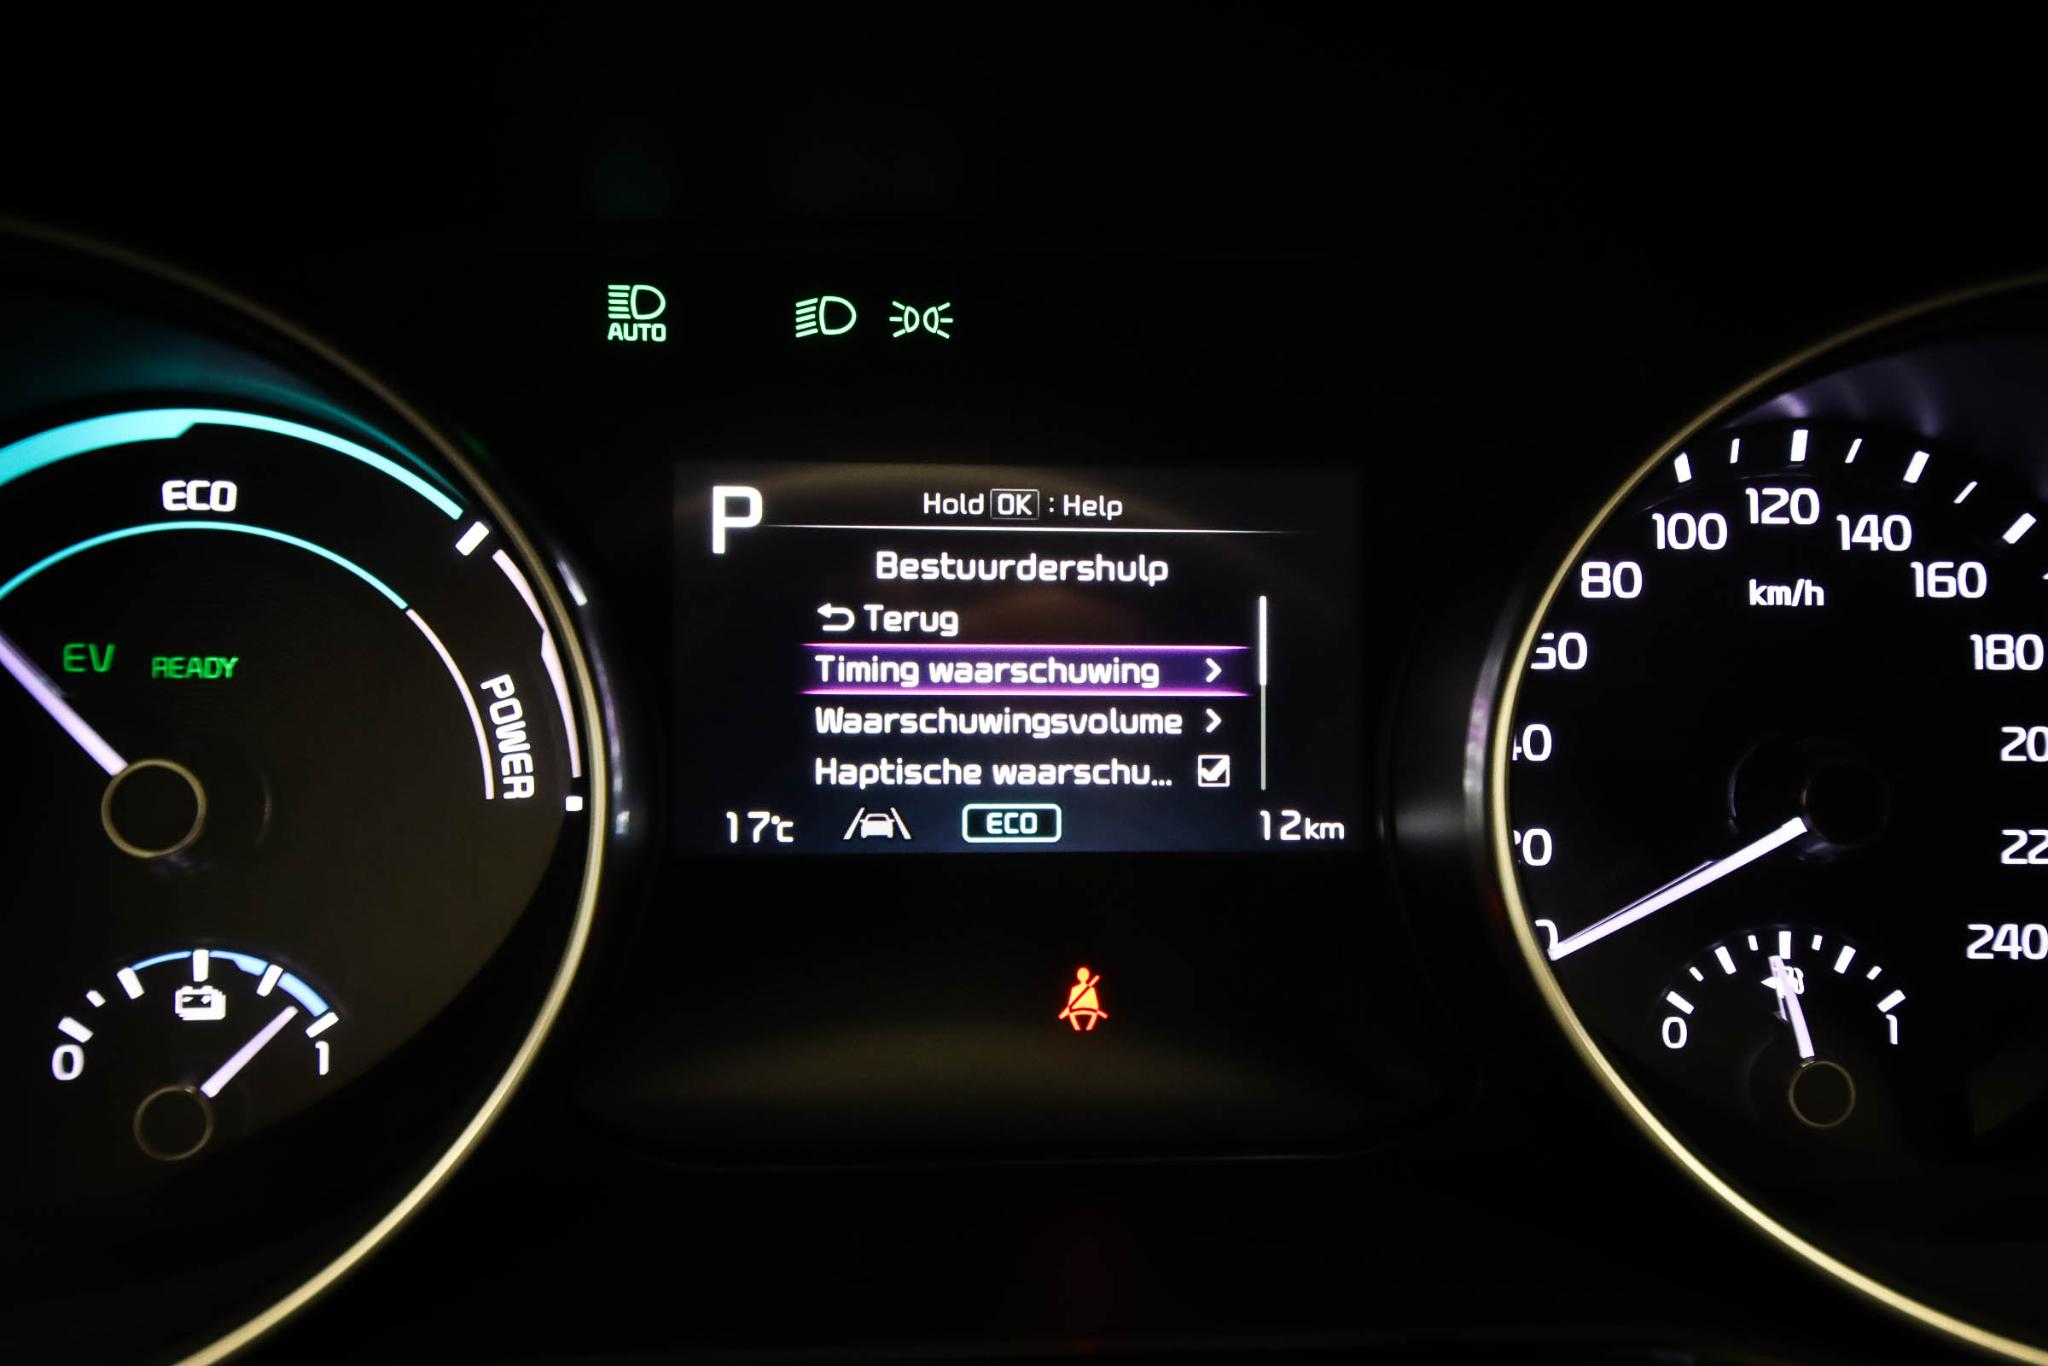 AUTO
ECO
EV READY
POWER
0
1
P
Hold OK : Help
Bestuurdershulp
Terug
Timing waarschuwing
Waarschuwingsvolume
Haptische waarschu...
17°c
ECO
12km
80
100
120
140
160
180
240
km/h
0
1